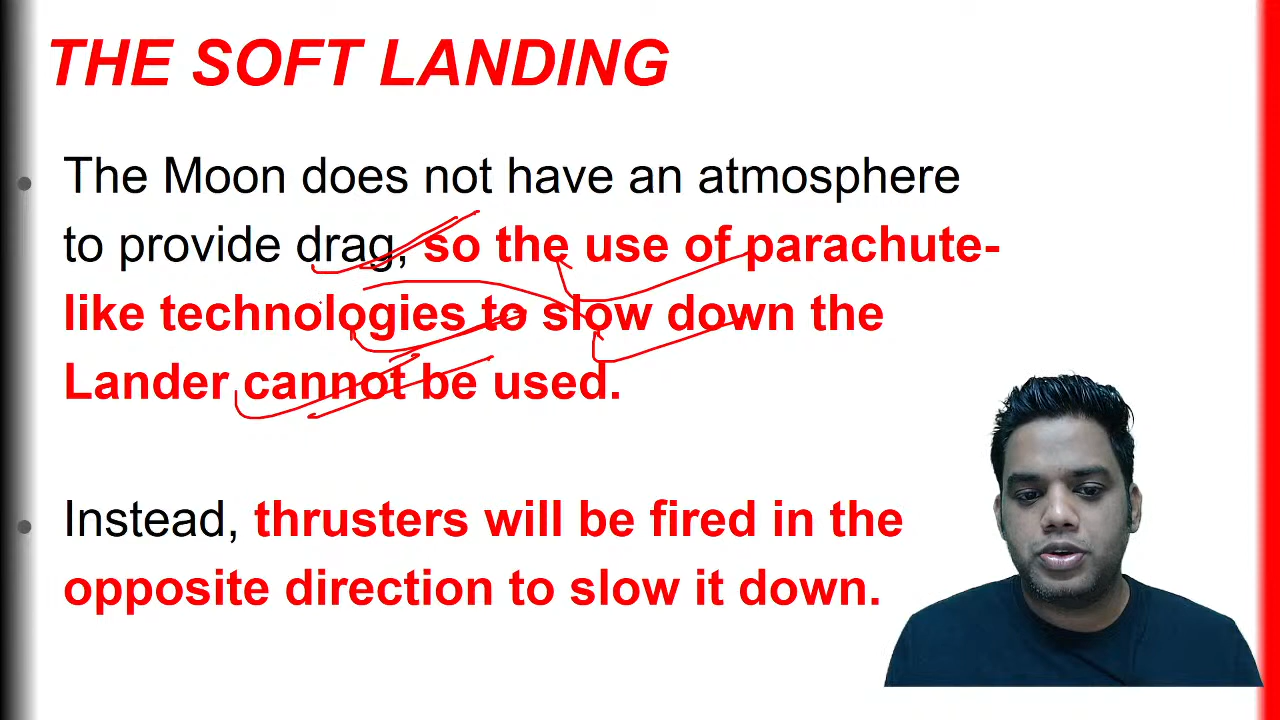 THE SOFT LANDING
• The Moon does not have an atmosphere
to provide drag, so the use of parachute-
like technologies to slow down the
Lander cannot be used.
• Instead, thrusters will be fired in the
opposite direction to slow it down.